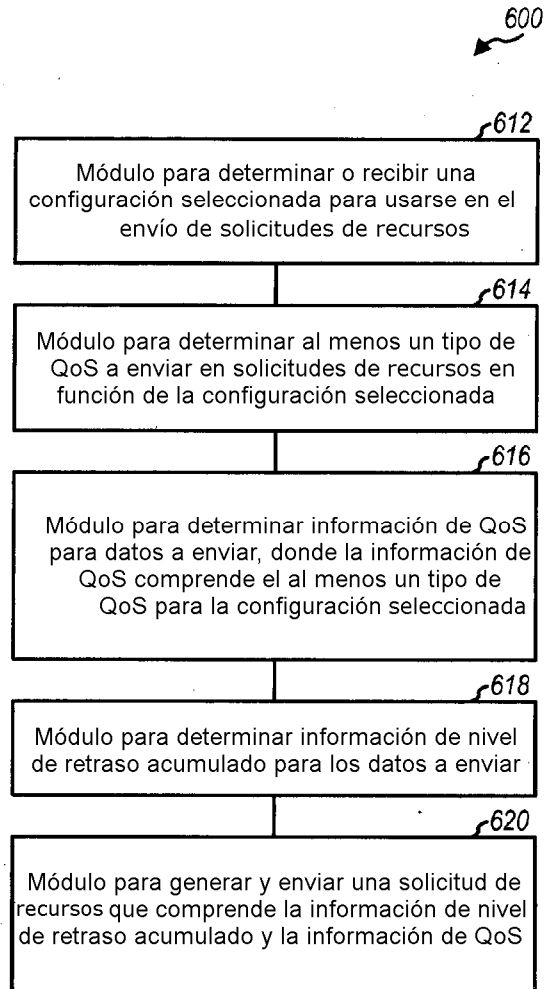 600
612
Módulo para determinar o recibir una
configuración seleccionada para usarse en el
envío de solicitudes de recursos
614
Módulo para determinar al menos un tipo de
QoS a enviar en solicitudes de recursos en
función de la configuración seleccionada
616
Módulo para determinar información de QoS
para datos a enviar, donde la información de
QoS comprende el al menos un tipo de
QoS para la configuración seleccionada
618
Módulo para determinar información de nivel
de retraso acumulado para los datos a enviar
620
Módulo para generar y enviar una solicitud de
recursos que comprende la información de nivel
de retraso acumulado y la información de QoS